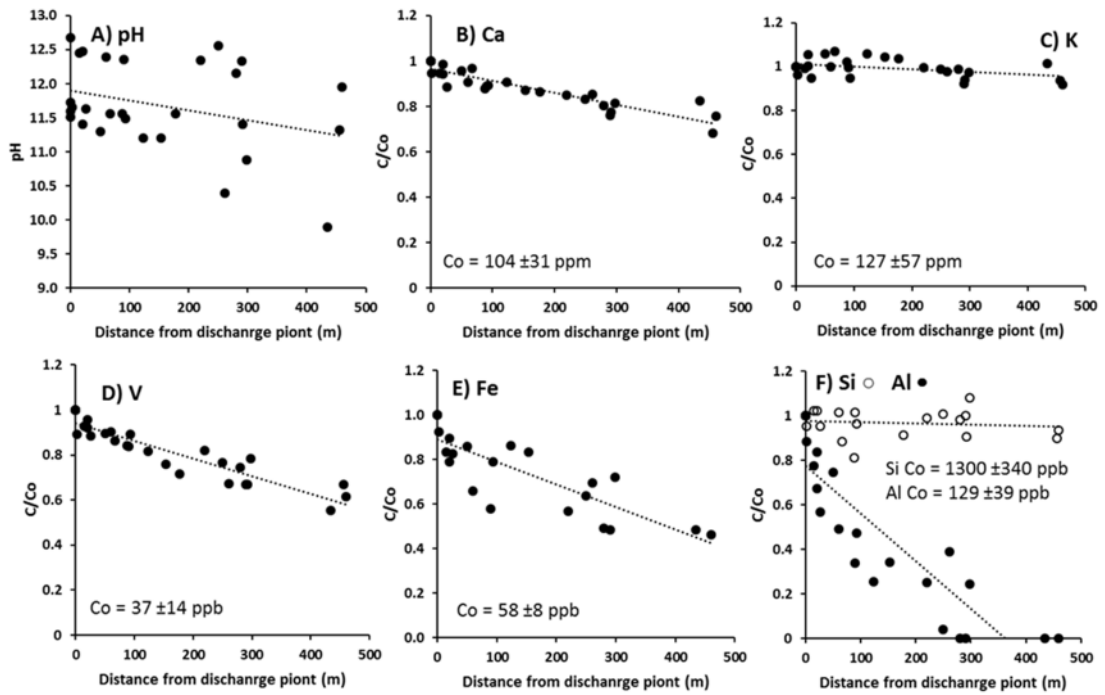 A) pH
13.0
12.5
12.0
11.5
11.0
10.5
10.0
9.5
9.0
pH
0 100 200 300 400 500
Distance from dischanrge piont (m)
B) Ca
1.2
1
0.8
0.6
0.4
0.2
0
C/Co
Co = 104 ±31 ppm
0 100 200 300 400 500
Distance from dischanrge piont (m)
C) K
1.2
1
0.8
0.6
0.4
0.2
0
C/Co
Co = 127 ±57 ppm
0 100 200 300 400 500
Distance from dischanrge piont (m)
D) V
1.2
1
0.8
0.6
0.4
0.2
0
C/Co
Co = 37 ±14 ppb
0 100 200 300 400 500
Distance from dischanrge piont (m)
E) Fe
1.2
1.0
0.8
0.6
0.4
0.2
0.0
C/Co
Co = 58 ±8 ppb
0 100 200 300 400 500
Distance from dischanrge piont (m)
F) Si Al
1.2
1
0.8
0.6
0.4
0.2
0
C/Co
Si Co = 1300 ±340 ppb
Al Co = 129 ±39 ppb
0 100 200 300 400 500
Distance from dischanrge piont (m)